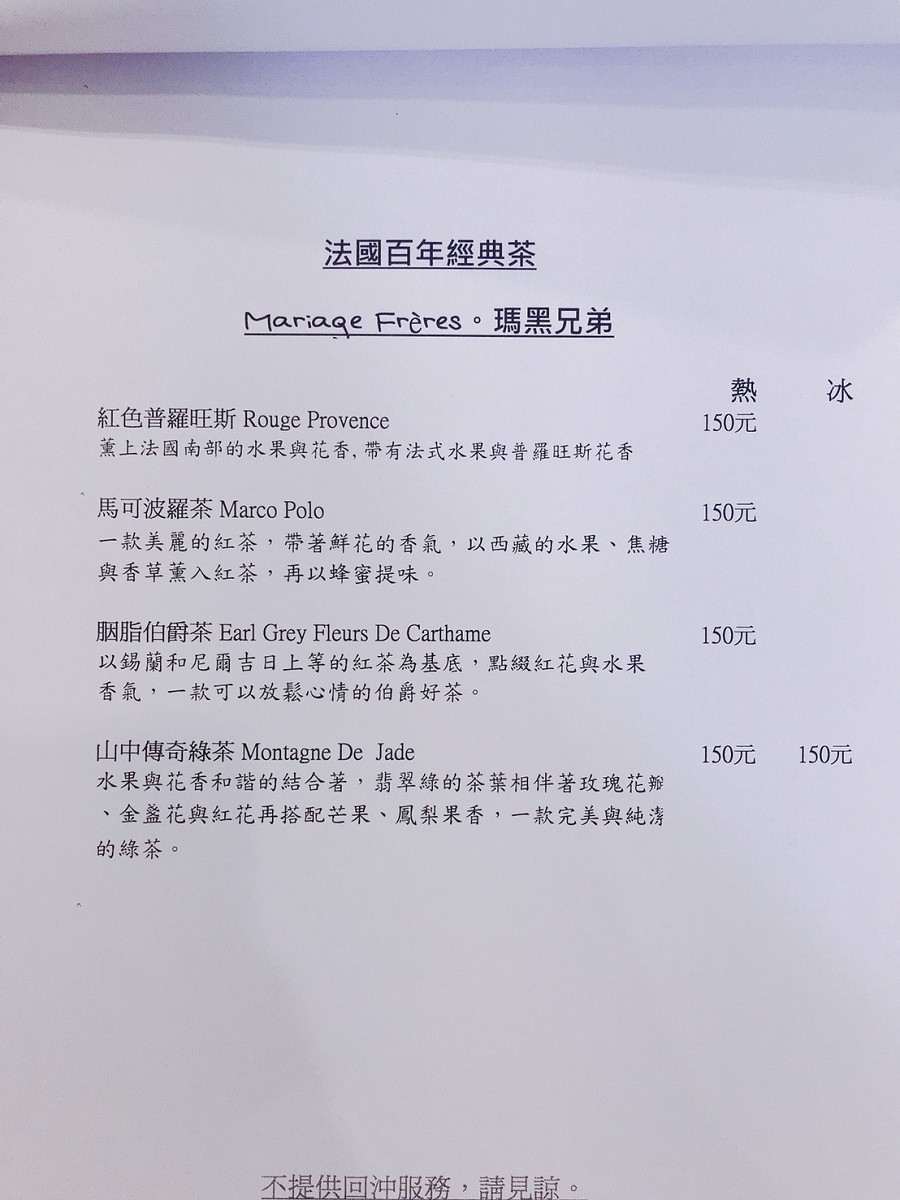 法國百年經典茶
Mariage Frères。瑪黑兄弟
熱 冰
紅色普羅旺斯 Rouge Provence 150元
薰上法國南部的水果與花香, 帶有法式水果與普羅旺斯花香
馬可波羅茶 Marco Polo 150元
一款美麗的紅茶，帶著鮮花的香氣，以西藏的水果、焦糖
與香草薰入紅茶，再以蜂蜜提味。
胭脂伯爵茶 Earl Grey Fleurs De Carthame 150元
以錫蘭和尼爾吉日上等的紅茶為基底，點綴紅花與水果
香氣，一款可以放鬆心情的伯爵好茶。
山中傳奇綠茶 Montagne De Jade 150元 150元
水果與花香和諧的結合著，翡翠綠的茶葉相伴著玫瑰花瓣
、金盞花與紅花再搭配芒果、鳳梨果香，一款完美與純潔
的綠茶。
不提供回沖服務，請見諒。